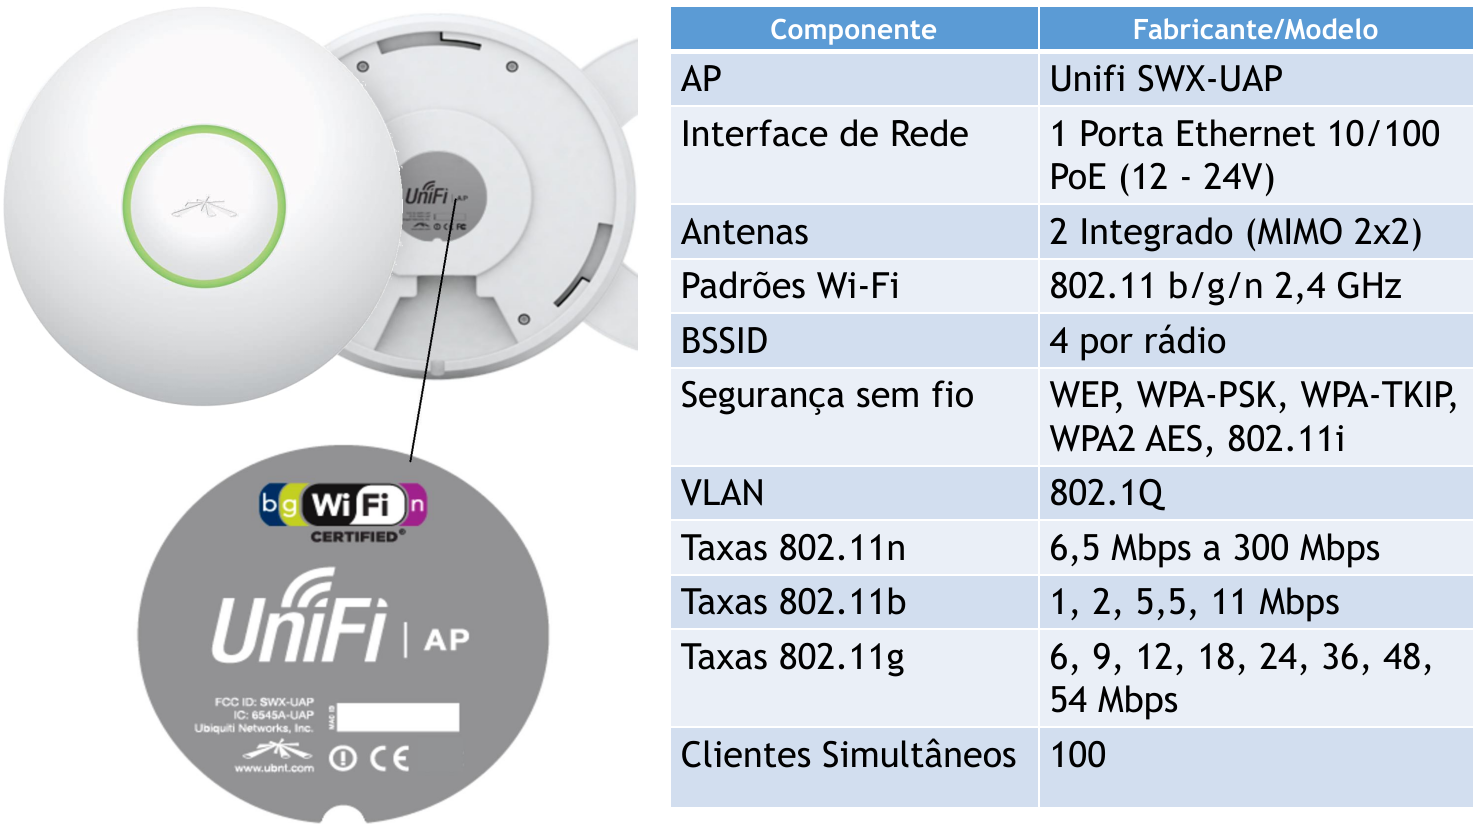 UniFi | AP
b g WiFi n
CERTIFIED®
UniFi | AP
FCC ID: SWX-UAP
IC: 6545A-UAP
Ubiquiti Networks, Inc.
MAC ID
www.ubnt.com
CE
Componente Fabricante/Modelo
AP Unifi SWX-UAP
Interface de Rede 1 Porta Ethernet 10/100
PoE (12 - 24V)
Antenas 2 Integrado (MIMO 2x2)
Padrões Wi-Fi 802.11 b/g/n 2,4 GHz
BSSID 4 por rádio
Segurança sem fio WEP, WPA-PSK, WPA-TKIP,
WPA2 AES, 802.11i
VLAN 802.1Q
Taxas 802.11n 6,5 Mbps a 300 Mbps
Taxas 802.11b 1, 2, 5,5, 11 Mbps
Taxas 802.11g 6, 9, 12, 18, 24, 36, 48,
54 Mbps
Clientes Simultâneos 100